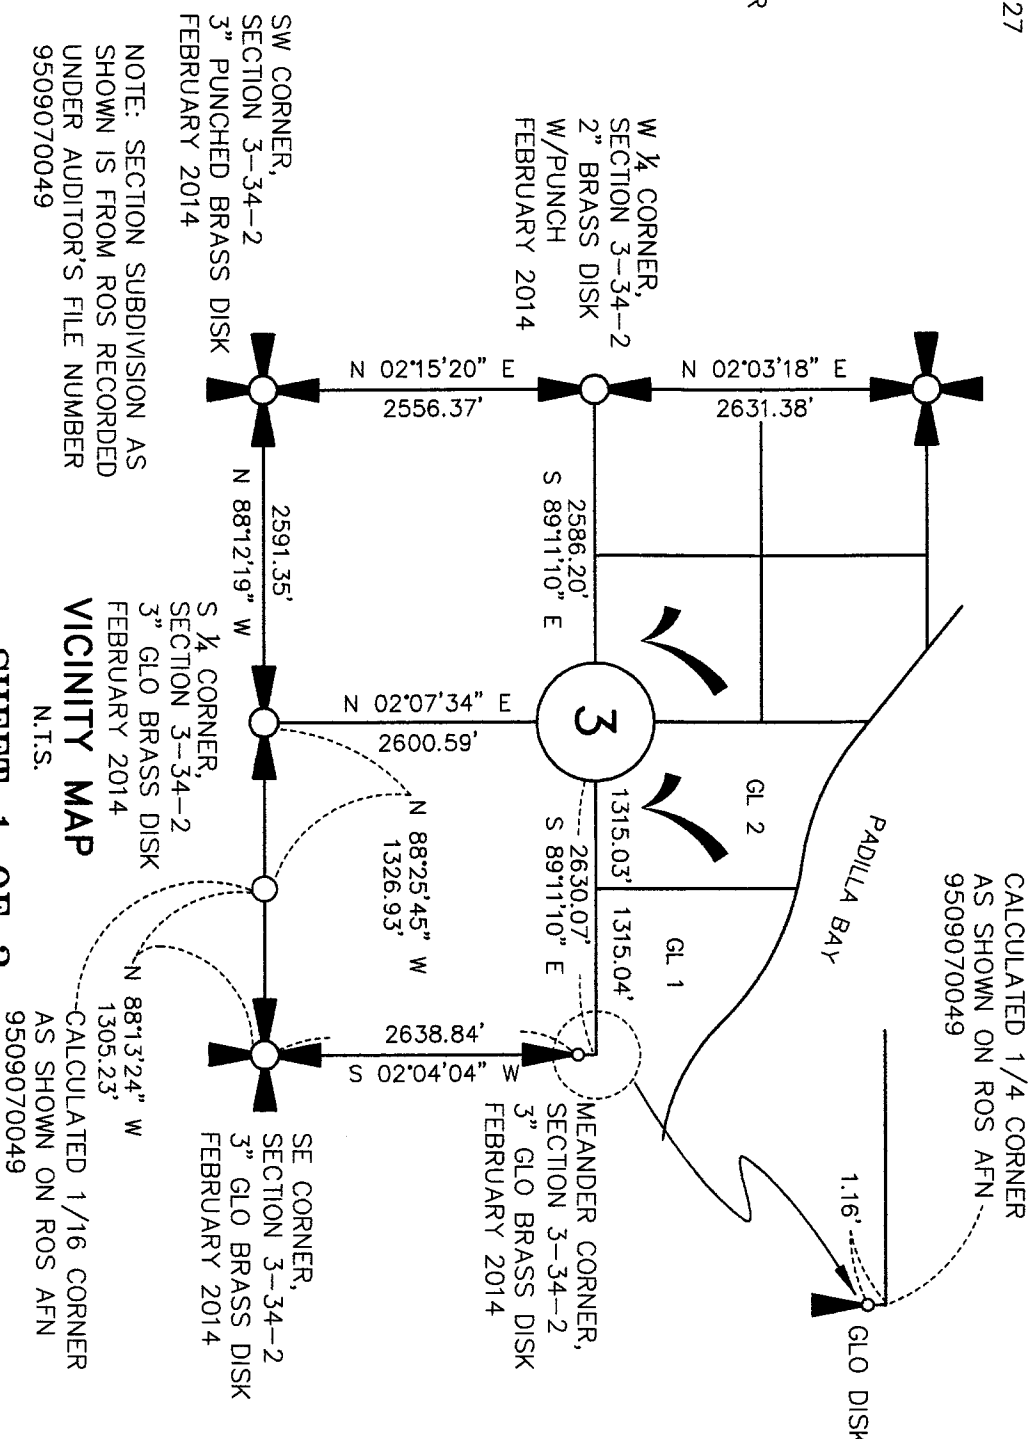 27
R
CALCULATED 1/4 CORNER
AS SHOWN ON ROS AFN
9509070049
1.16'
GLO DISK
PADILLA BAY
GL 2
GL 1
N 02°03'18" E
2631.38'
W 1/4 CORNER,
SECTION 3-34-2
2" BRASS DISK
W/PUNCH
FEBRUARY 2014
2586.20'
S 89°11'10" E
3
1315.03'
1315.04'
2630.07'
S 89°11'10" E
MEANDER CORNER,
SECTION 3-34-2
3" GLO BRASS DISK
FEBRUARY 2014
N 02°15'20" E
2556.37'
N 02°07'34" E
2600.59'
N 88°25'45" W
1326.93'
2638.84'
S 02°04'04" W
SW CORNER,
SECTION 3-34-2
3" PUNCHED BRASS DISK
FEBRUARY 2014
2591.35'
N 88°12'19" W
S 1/4 CORNER,
SECTION 3-34-2
3" GLO BRASS DISK
FEBRUARY 2014
SE CORNER,
SECTION 3-34-2
3" GLO BRASS DISK
FEBRUARY 2014
N 88°13'24" W
1305.23'
CALCULATED 1/16 CORNER
AS SHOWN ON ROS AFN
9509070049
NOTE: SECTION SUBDIVISION AS
SHOWN IS FROM ROS RECORDED
UNDER AUDITOR'S FILE NUMBER
9509070049
VICINITY MAP
N.T.S.
SHEET 1 OF